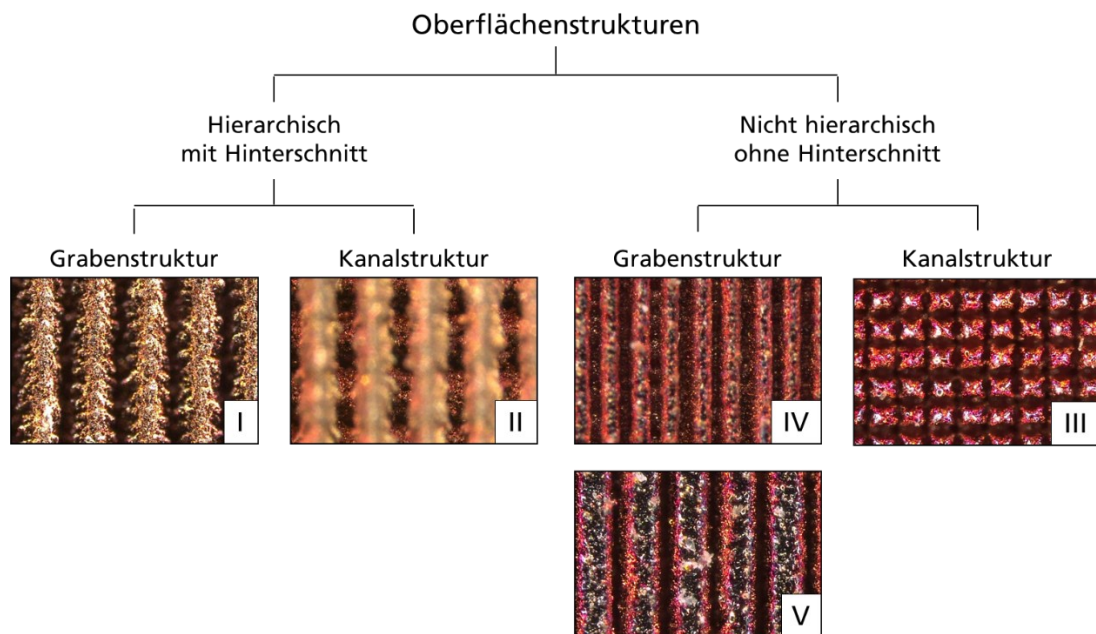 Oberflächenstrukturen
Hierarchisch
mit Hinterschnitt
Nicht hierarchisch
ohne Hinterschnitt
Grabenstruktur
Kanalstruktur
Grabenstruktur
Kanalstruktur
I
II
IV
III
V